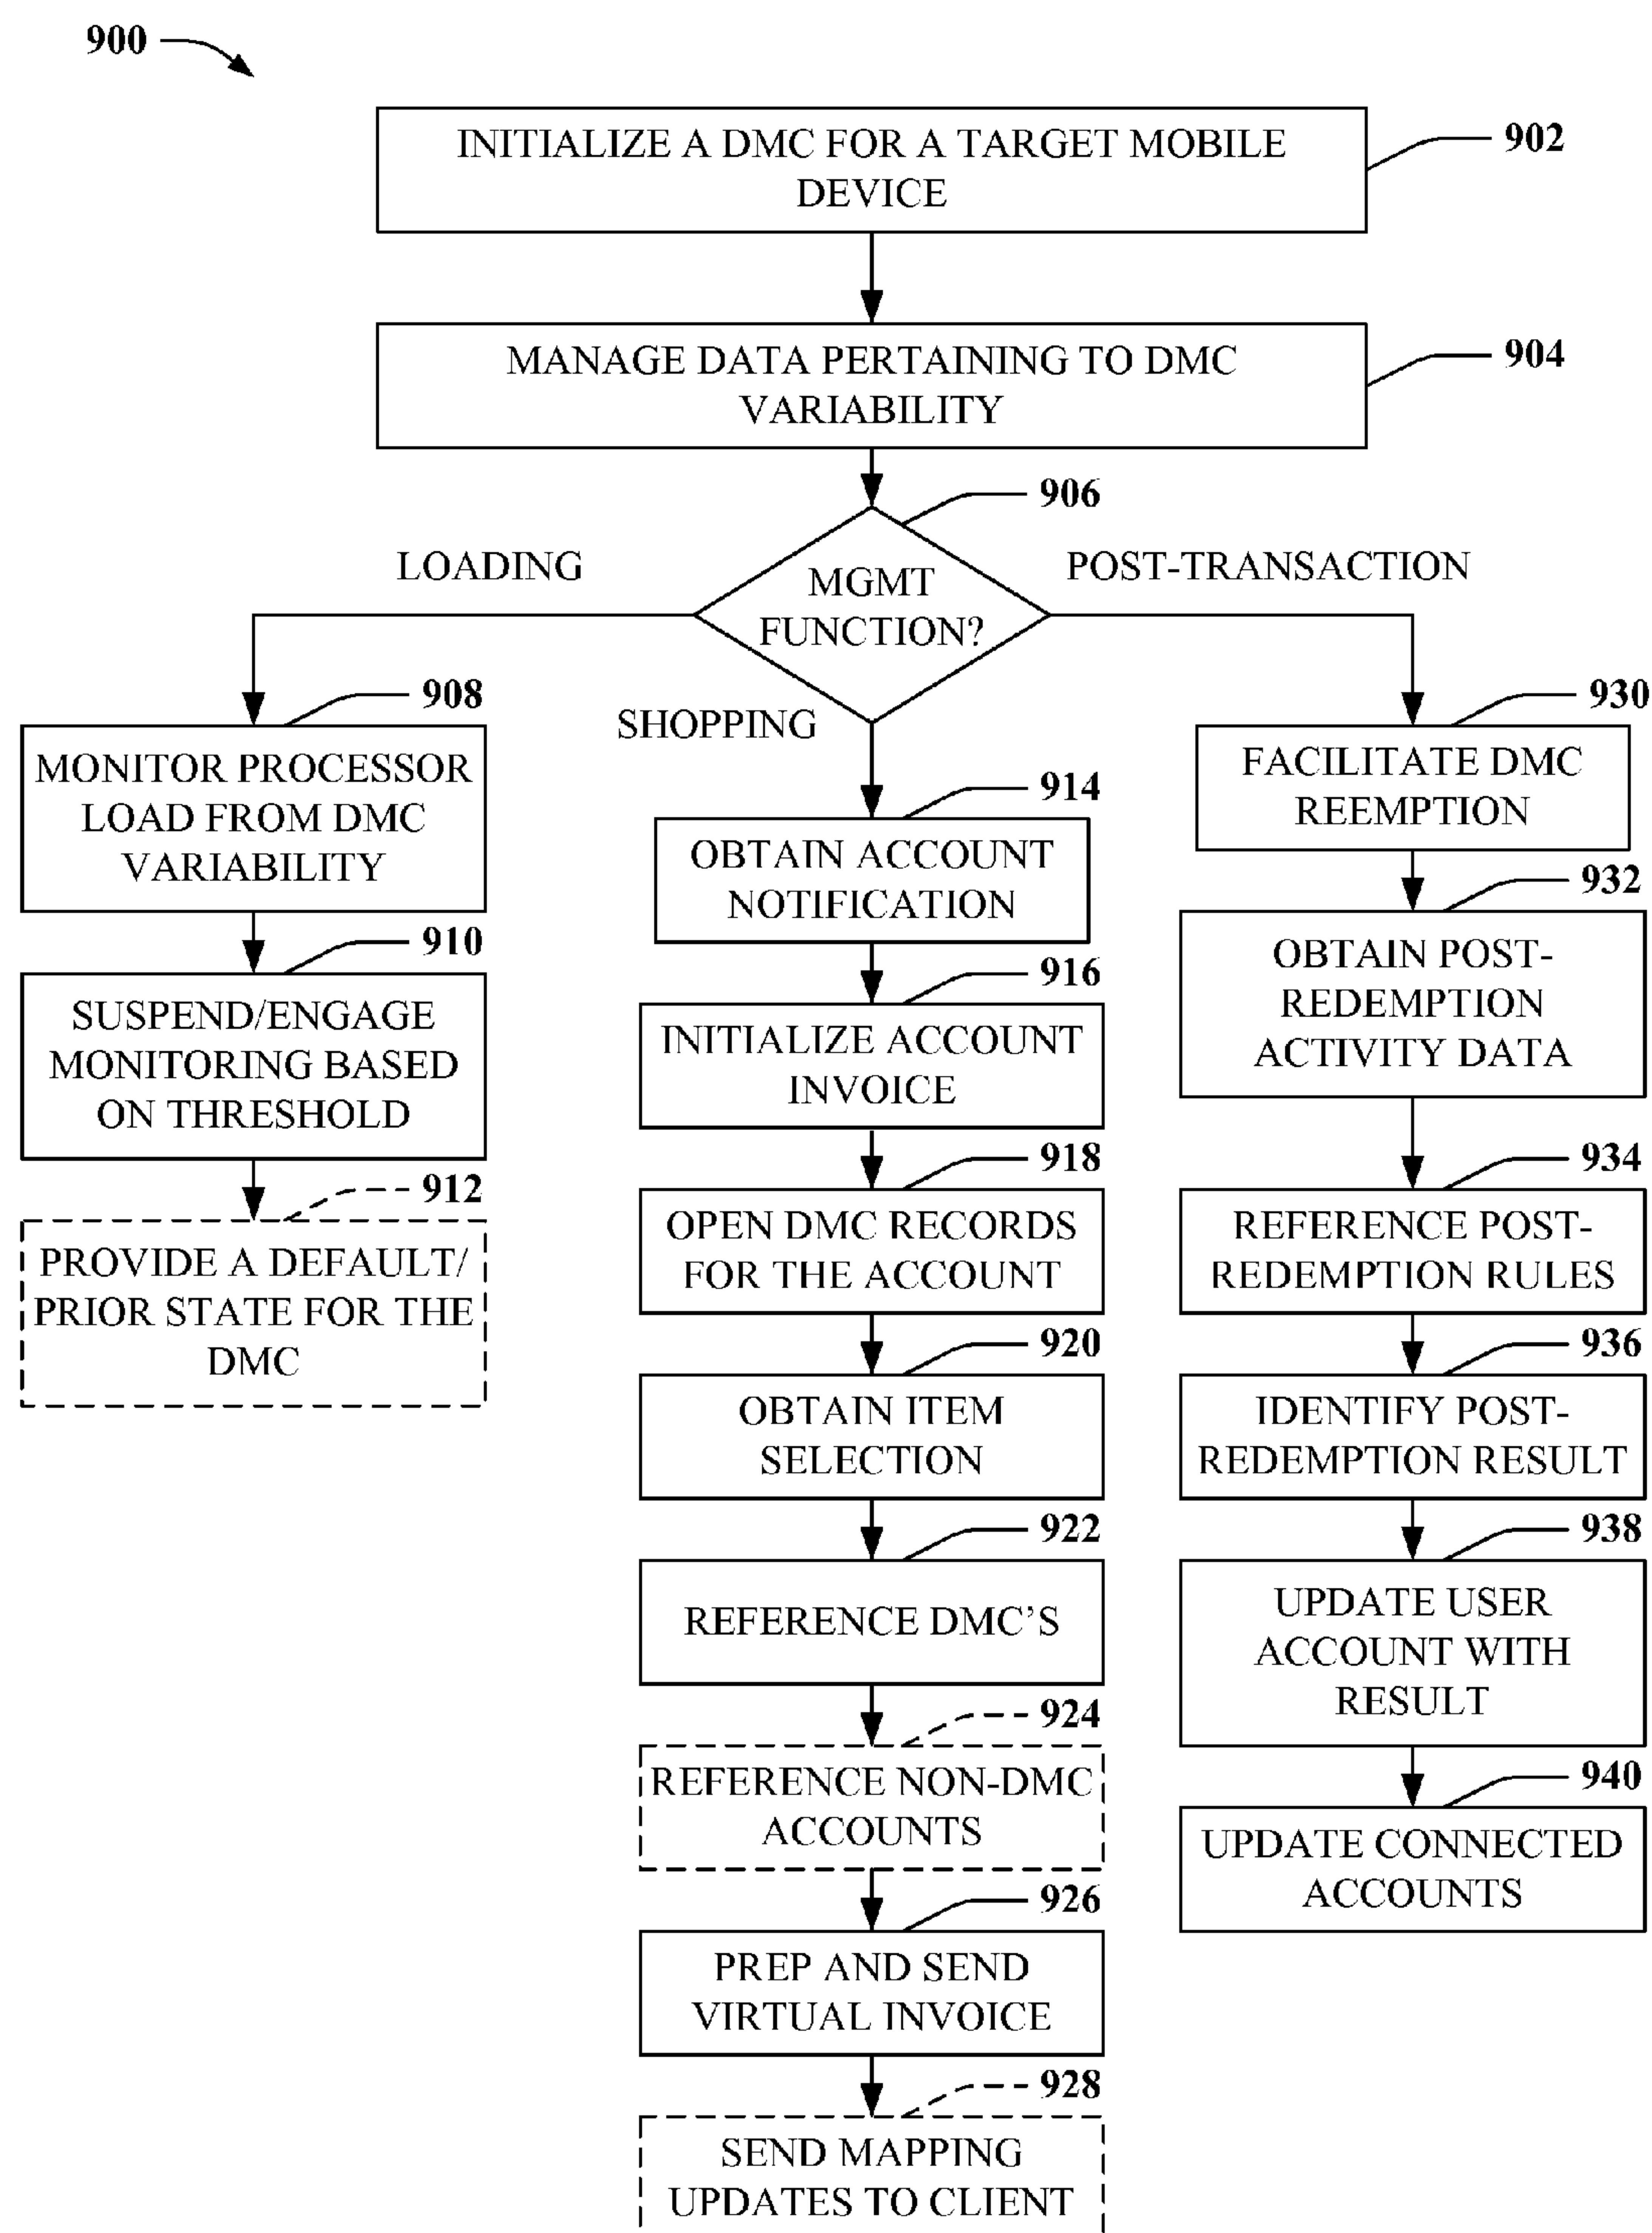 900
INITIALIZE A DMC FOR A TARGET MOBILE
DEVICE
902
MANAGE DATA PERTAINING TO DMC
VARIABILITY
904
906
MGMT
FUNCTION?
LOADING
908
MONITOR PROCESSOR
LOAD FROM DMC
VARIABILITY
910
SUSPEND/ENGAGE
MONITORING BASED
ON THRESHOLD
912
PROVIDE A DEFAULT/
PRIOR STATE FOR THE
DMC
SHOPPING
914
OBTAIN ACCOUNT
NOTIFICATION
916
INITIALIZE ACCOUNT
INVOICE
918
OPEN DMC RECORDS
FOR THE ACCOUNT
920
OBTAIN ITEM
SELECTION
922
REFERENCE DMC'S
924
REFERENCE NON-DMC
ACCOUNTS
926
PREP AND SEND
VIRTUAL INVOICE
928
SEND MAPPING
UPDATES TO CLIENT
POST-TRANSACTION
930
FACILITATE DMC
REEMPTION
932
OBTAIN POST-
REDEMPTION
ACTIVITY DATA
934
REFERENCE POST-
REDEMPTION RULES
936
IDENTIFY POST-
REDEMPTION RESULT
938
UPDATE USER
ACCOUNT WITH
RESULT
940
UPDATE CONNECTED
ACCOUNTS